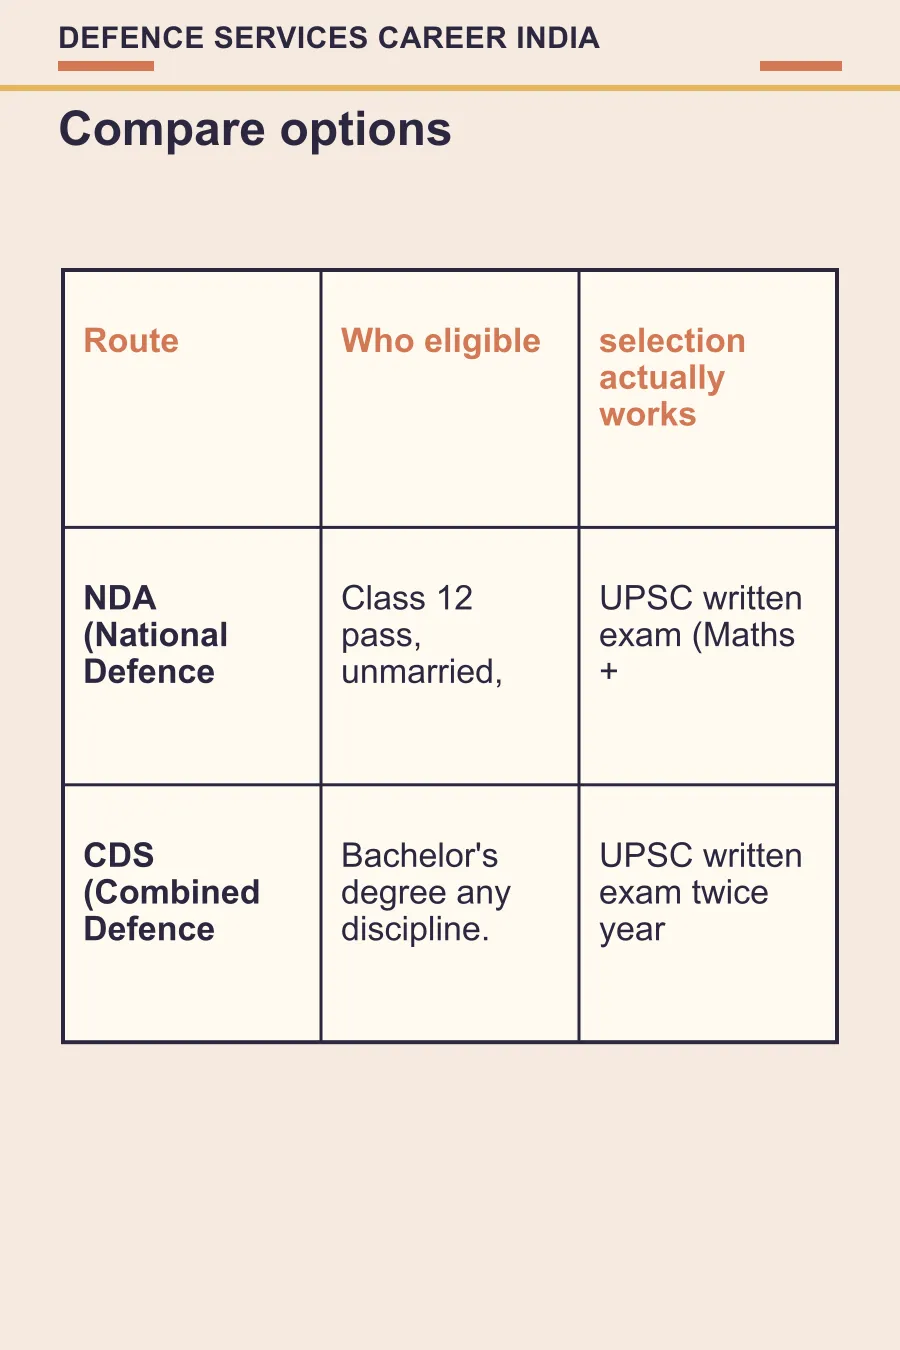 DEFENCE SERVICES CAREER INDIA
Compare options
Route
Who eligible
selection
actually
works
NDA
(National
Defence
Class 12
pass,
unmarried,
UPSC written
exam (Maths
+
CDS
(Combined
Defence
Bachelor's
degree any
discipline.
UPSC written
exam twice
year